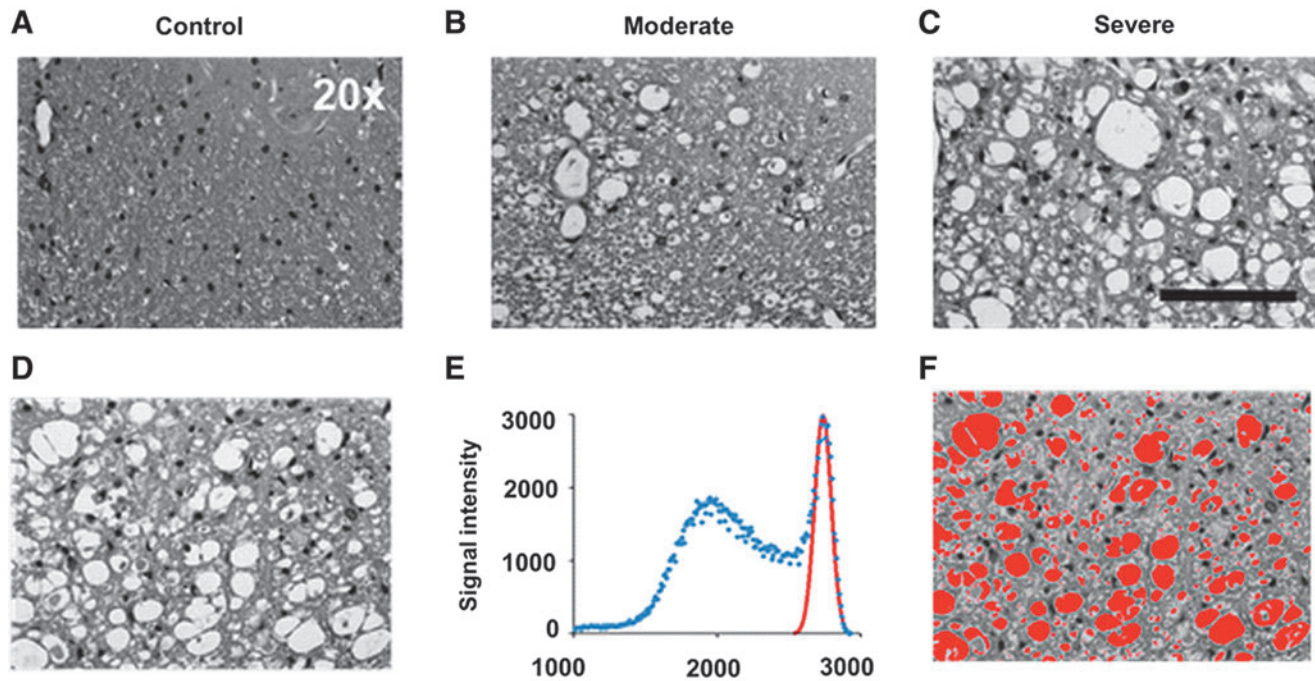 A
Control
B
Moderate
C
Severe
20x
D
E
F
Signal intensity
3000
2000
1000
0
1000
2000
3000